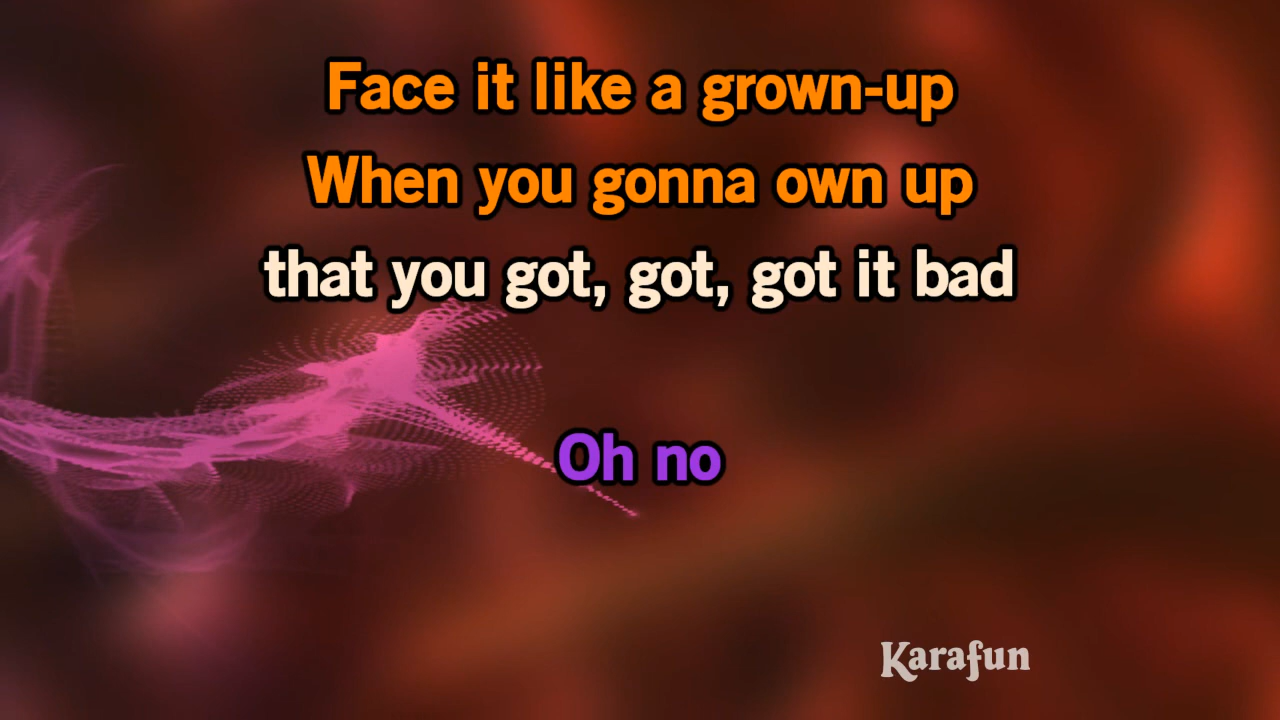 Face it like a grown-up
When you gonna own up
that you got, got, got it bad
Oh no
Karafun